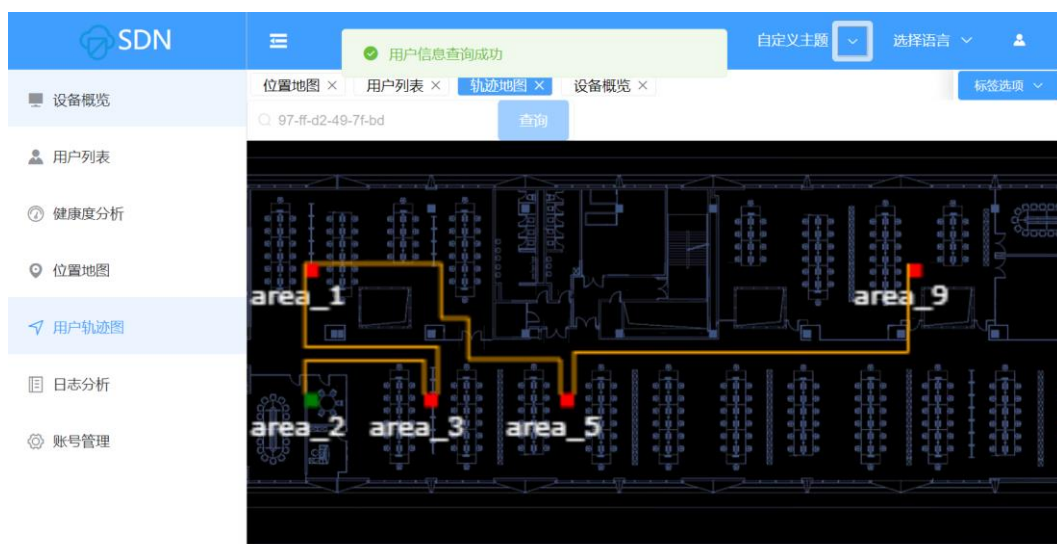 SDN
用户信息查询成功
自定义主题
选择语言
位置地图 × 用户列表 × 轨迹地图 × 设备概览 ×
标签选项
97-ff-d2-49-7f-bd
查询
设备概览
用户列表
健康度分析
位置地图
用户轨迹图
日志分析
账号管理
area_1
area_9
area_2
area_3
area_5